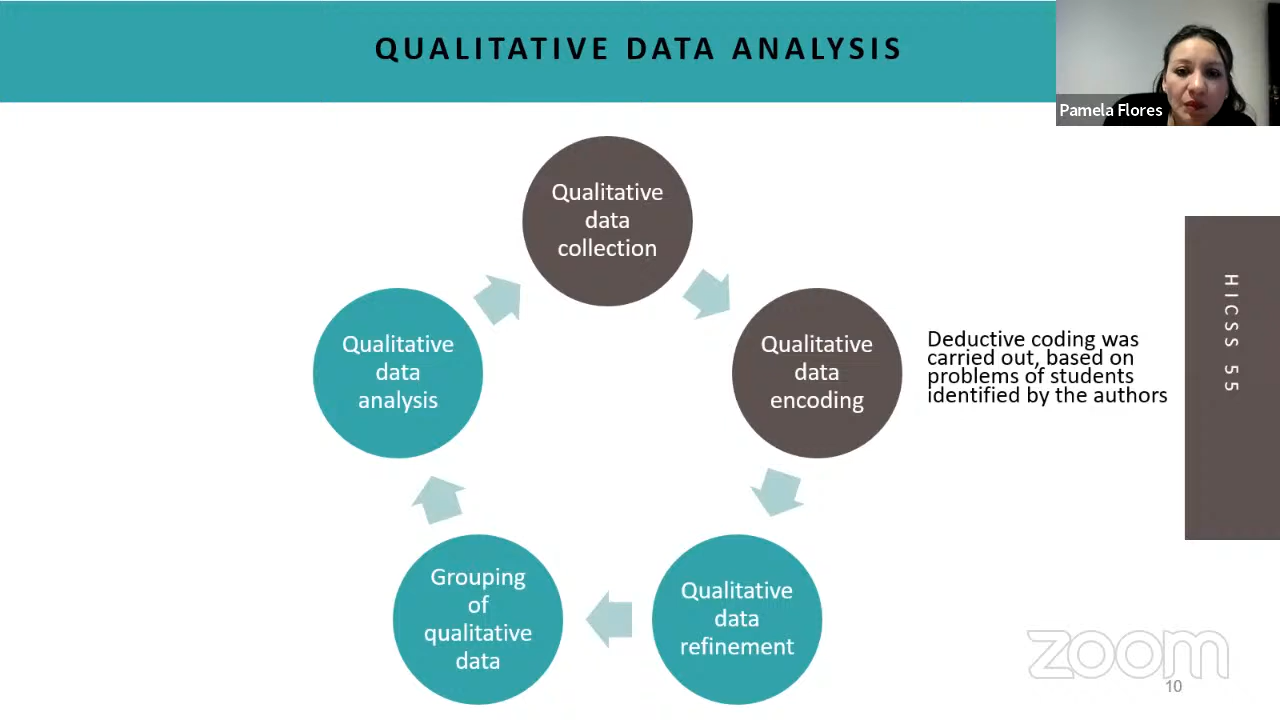 QUALITATIVE DATA ANALYSIS
Pamela Flores
Qualitative
data
collection
Qualitative
data
encoding
Deductive coding was
carried out, based on
problems of students
identified by the authors
Qualitative
data
refinement
Grouping
of
qualitative
data
Qualitative
data
analysis
HICSS 55
zoom
10